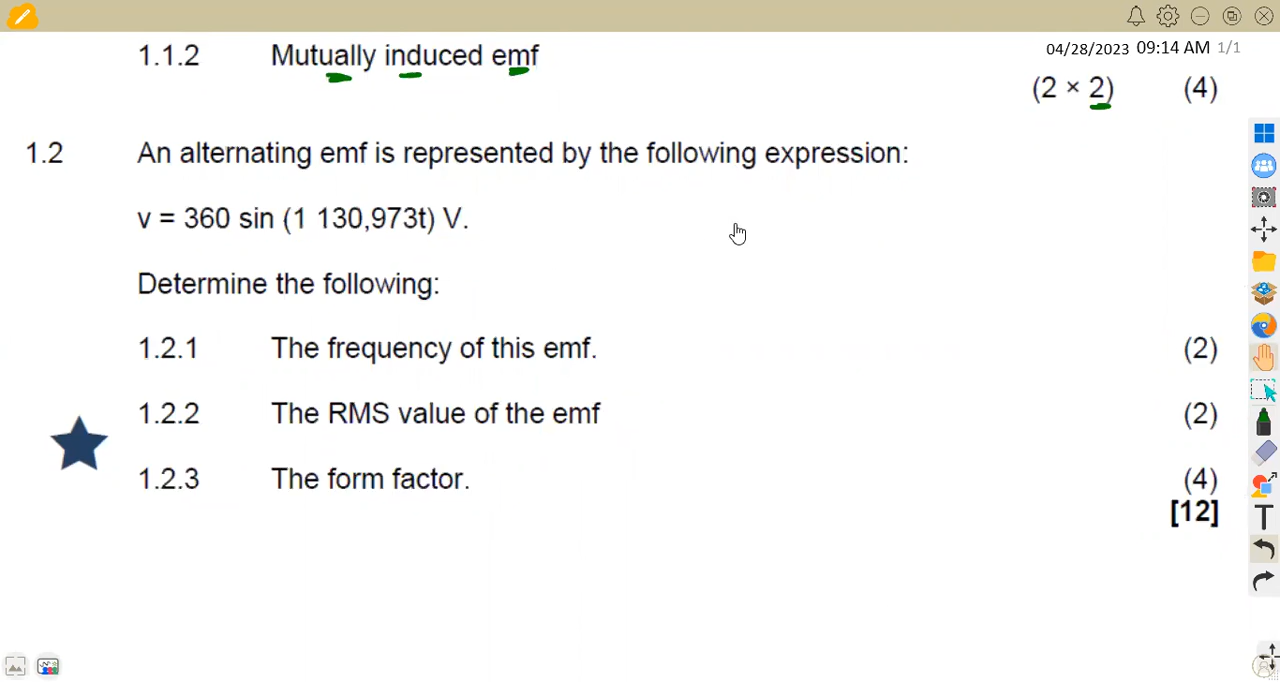 04/28/2023 09:14 AM 1/1
1.1.2 Mutually induced emf
(2 × 2) (4)
1.2 An alternating emf is represented by the following expression:
v = 360 sin (1 130,973t) V.
Determine the following:
1.2.1 The frequency of this emf. (2)
1.2.2 The RMS value of the emf (2)
1.2.3 The form factor. (4)
[12]